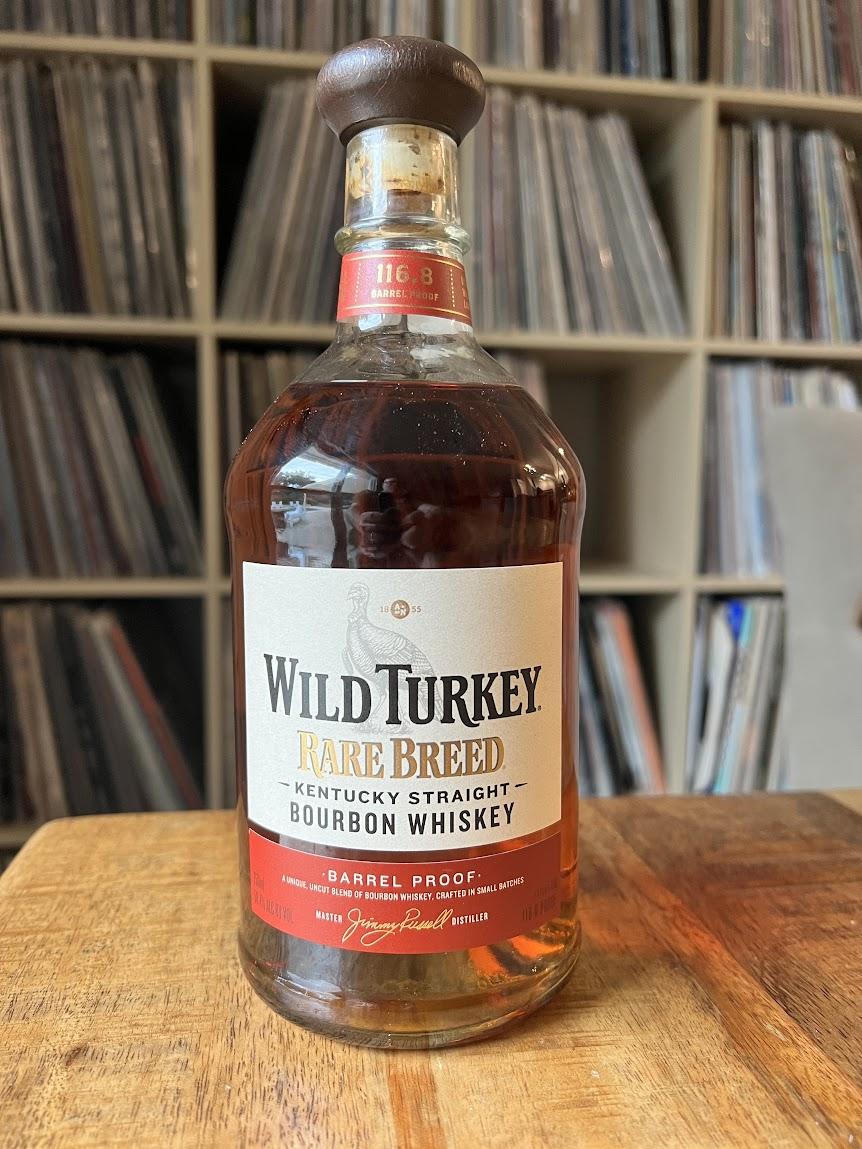 116.8
BARREL PROOF
18 55
WILD TURKEY
RARE BREED
KENTUCKY STRAIGHT
BOURBON WHISKEY
BARREL PROOF
A UNIQUE, UNCUT BLEND OF BOURBON WHISKEY, CRAFTED IN SMALL BATCHES
MASTER Jimmy Russell DISTILLER